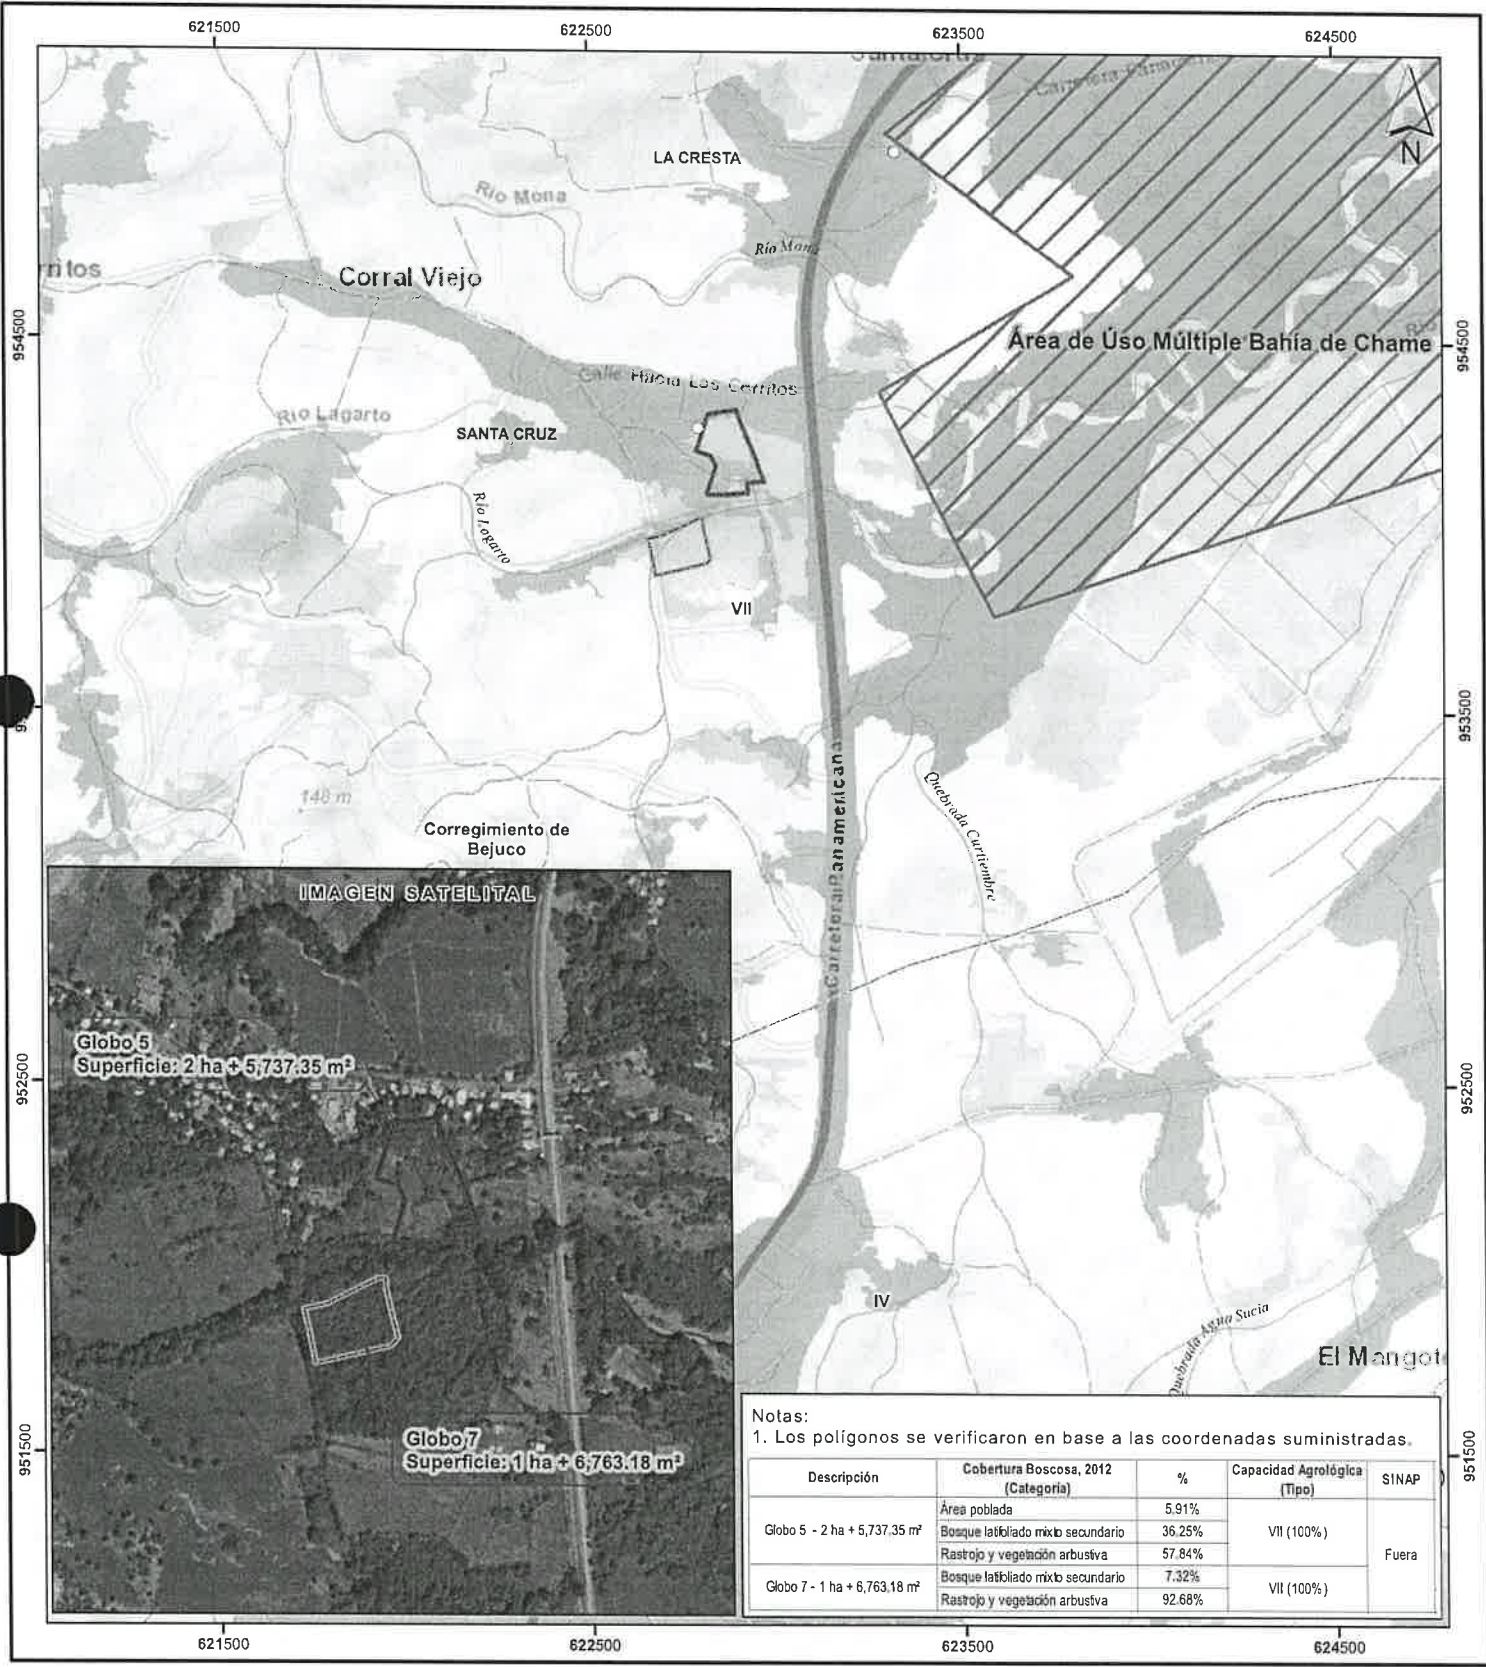 621500 622500 623500 624500
N
LA CRESTA
Río Mona
Río Mona
Corral Viejo
954500
954500
Área de Úso Múltiple Bahía de Chame
Calle Hacia Los Cerritos
Río Lagarto
SANTA CRUZ
Río Lagarto
VII
953500
Carretera Panamericana
Quebrada Curtiembre
146 m
Corregimiento de
Bejuco
IMAGEN SATELITAL
Globo 5
Superficie: 2 ha + 5,737.35 m²
952500
952500
IV
Quebrada Agua Sucia
Globo 7
Superficie: 1 ha + 6,763.18 m²
951500
951500
Notas:
1. Los polígonos se verificaron en base a las coordenadas suministradas.
Descripción Cobertura Boscosa, 2012 (Categoría) % Capacidad Agrológica (Tipo) SINAP
Globo 5 - 2 ha + 5,737.35 m² Área poblada 5.91% VII (100%) Fuera
Bosque latifoliado mixto secundario 36.25%
Rastrojo y vegetación arbustiva 57.84%
Globo 7 - 1 ha + 6,763.18 m² Bosque latifoliado mixto secundario 7.32% VII (100%)
Rastrojo y vegetación arbustiva 92.68%
621500 622500 623500 624500